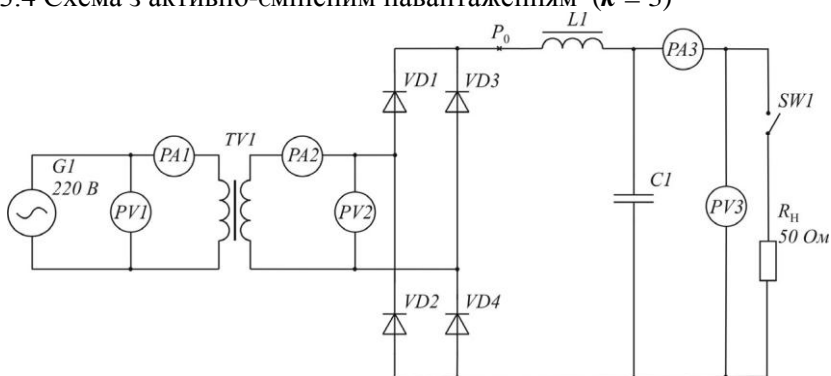 3.4 Схема з активно-ємніснім навантаженням (к = 3)
P₀
L1
PA3
VD1
VD3
SW1
TV1
PA1
PA2
G1
220 В
PV1
PV2
C1
PV3
Rн
50 Ом
VD2
VD4